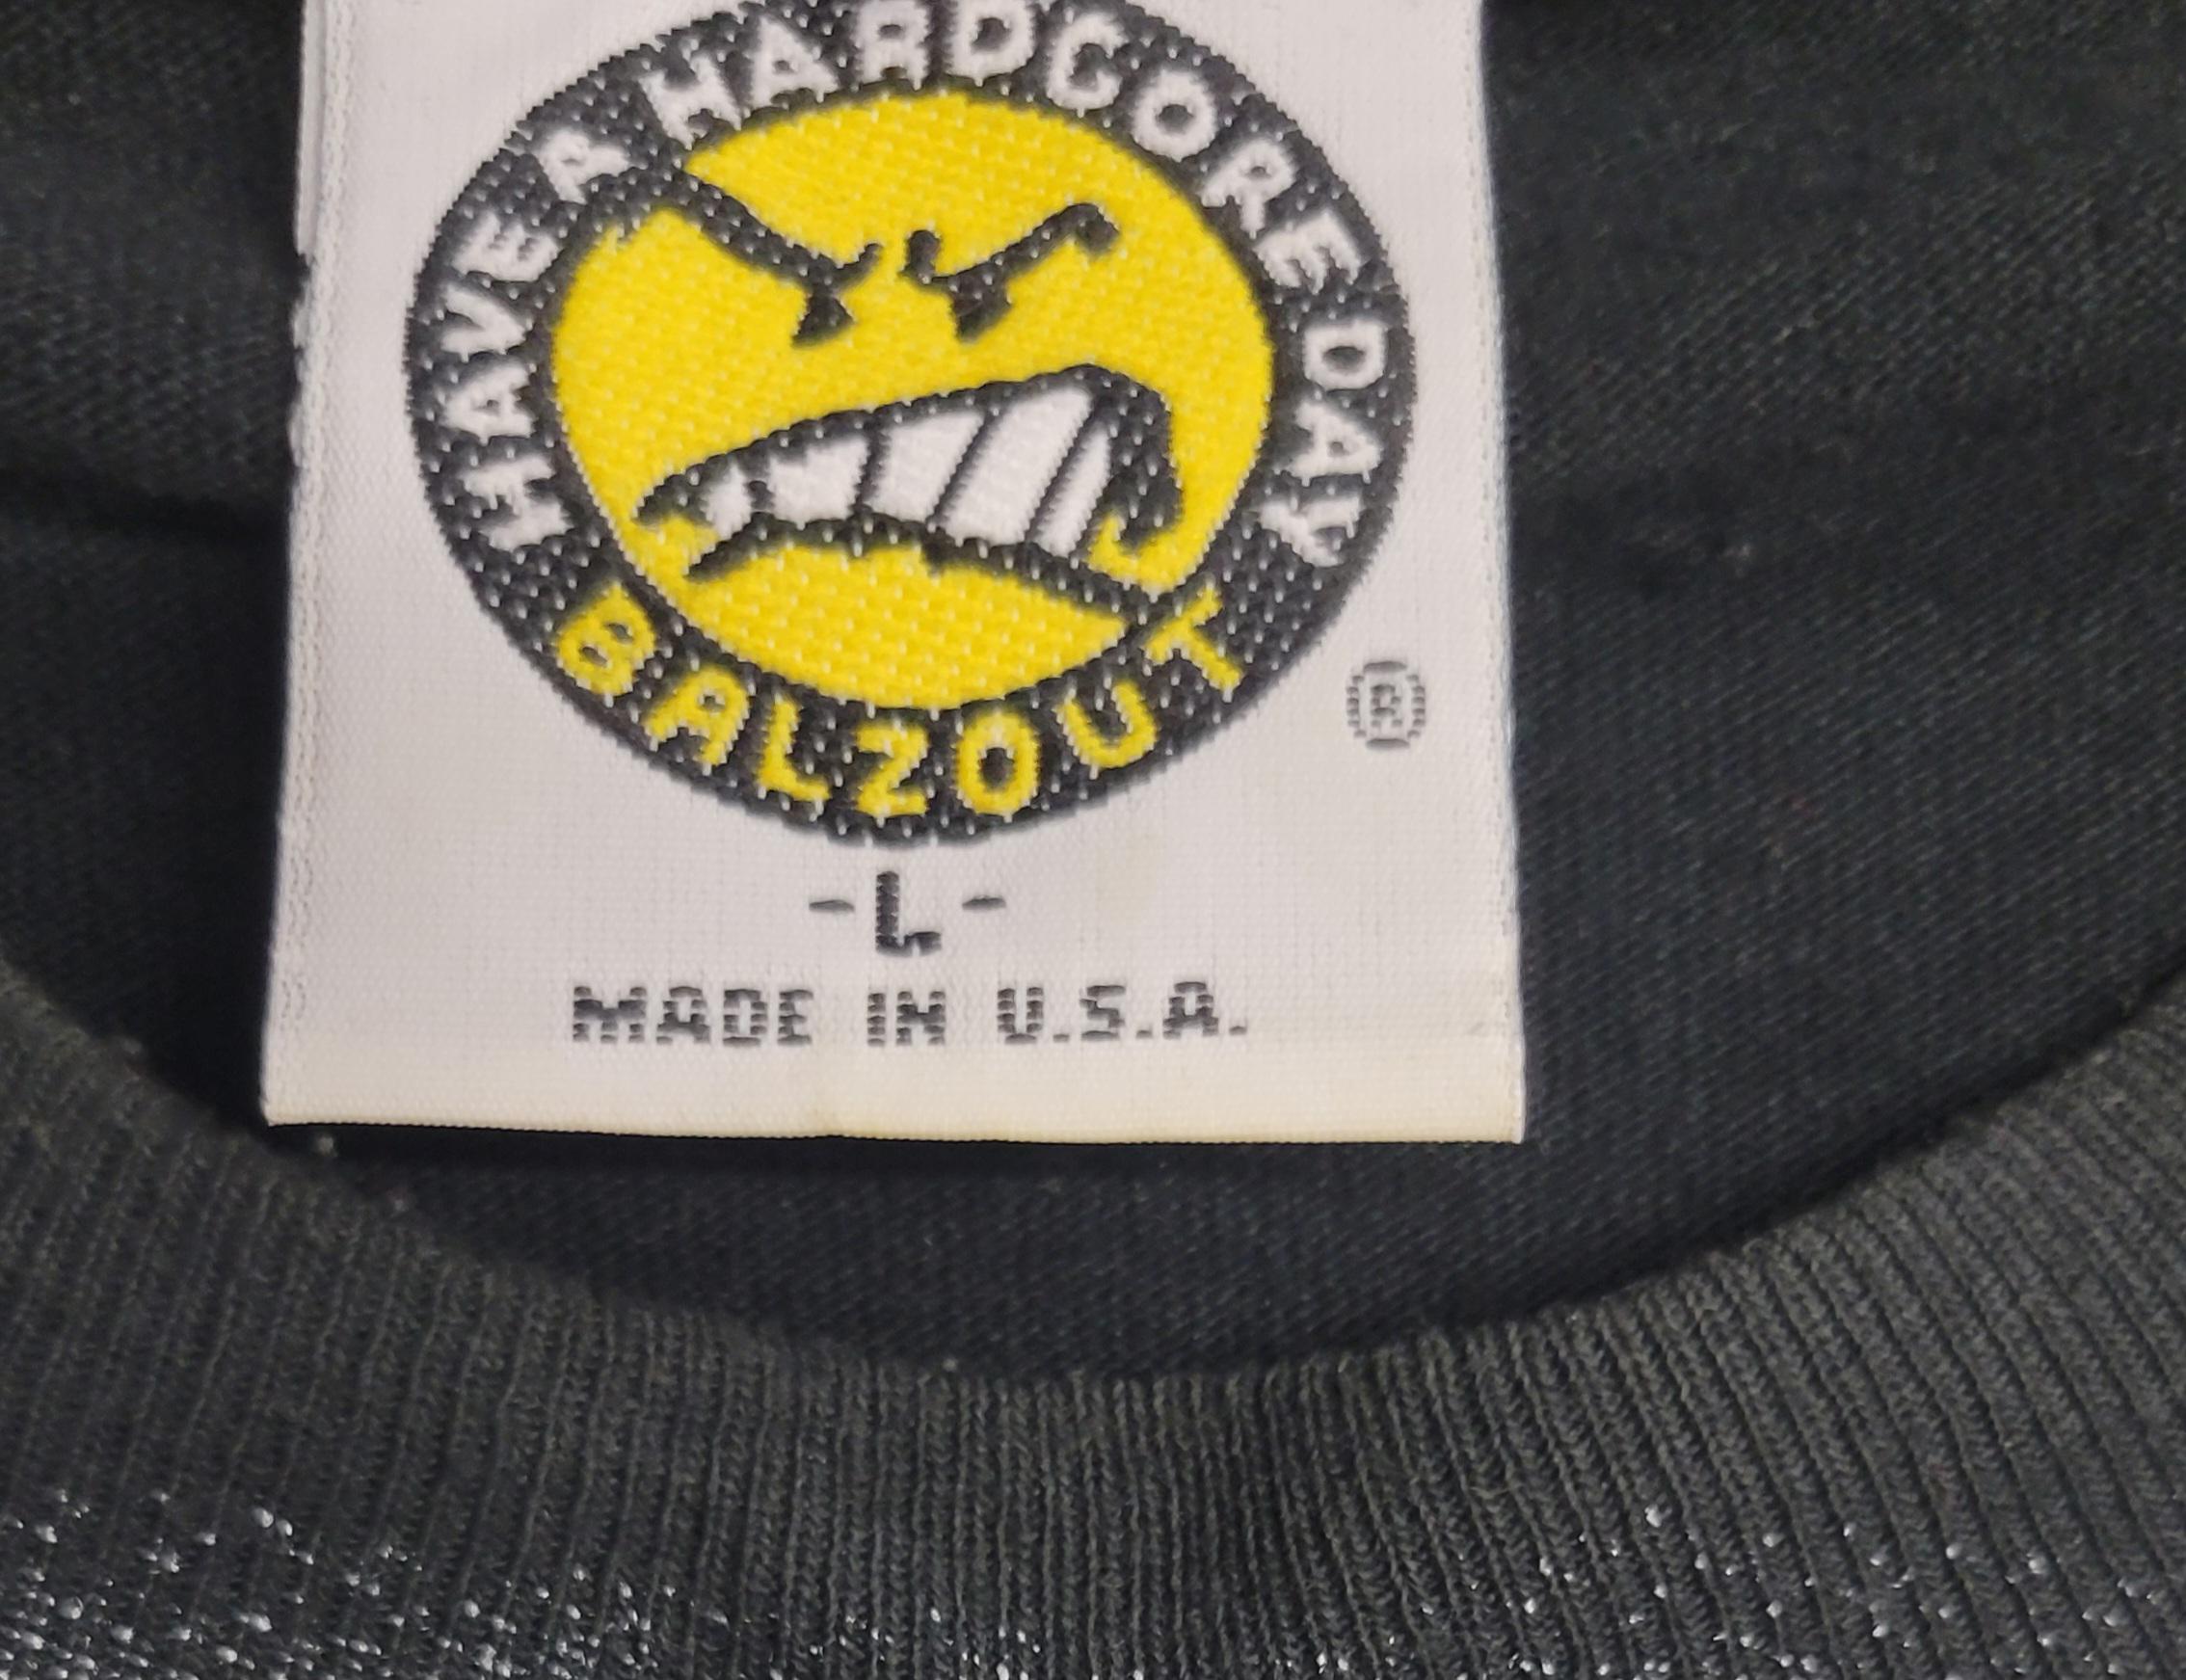 HAVE A HARDCORE DAY
BALZOUT
®
-L-
MADE IN U.S.A.